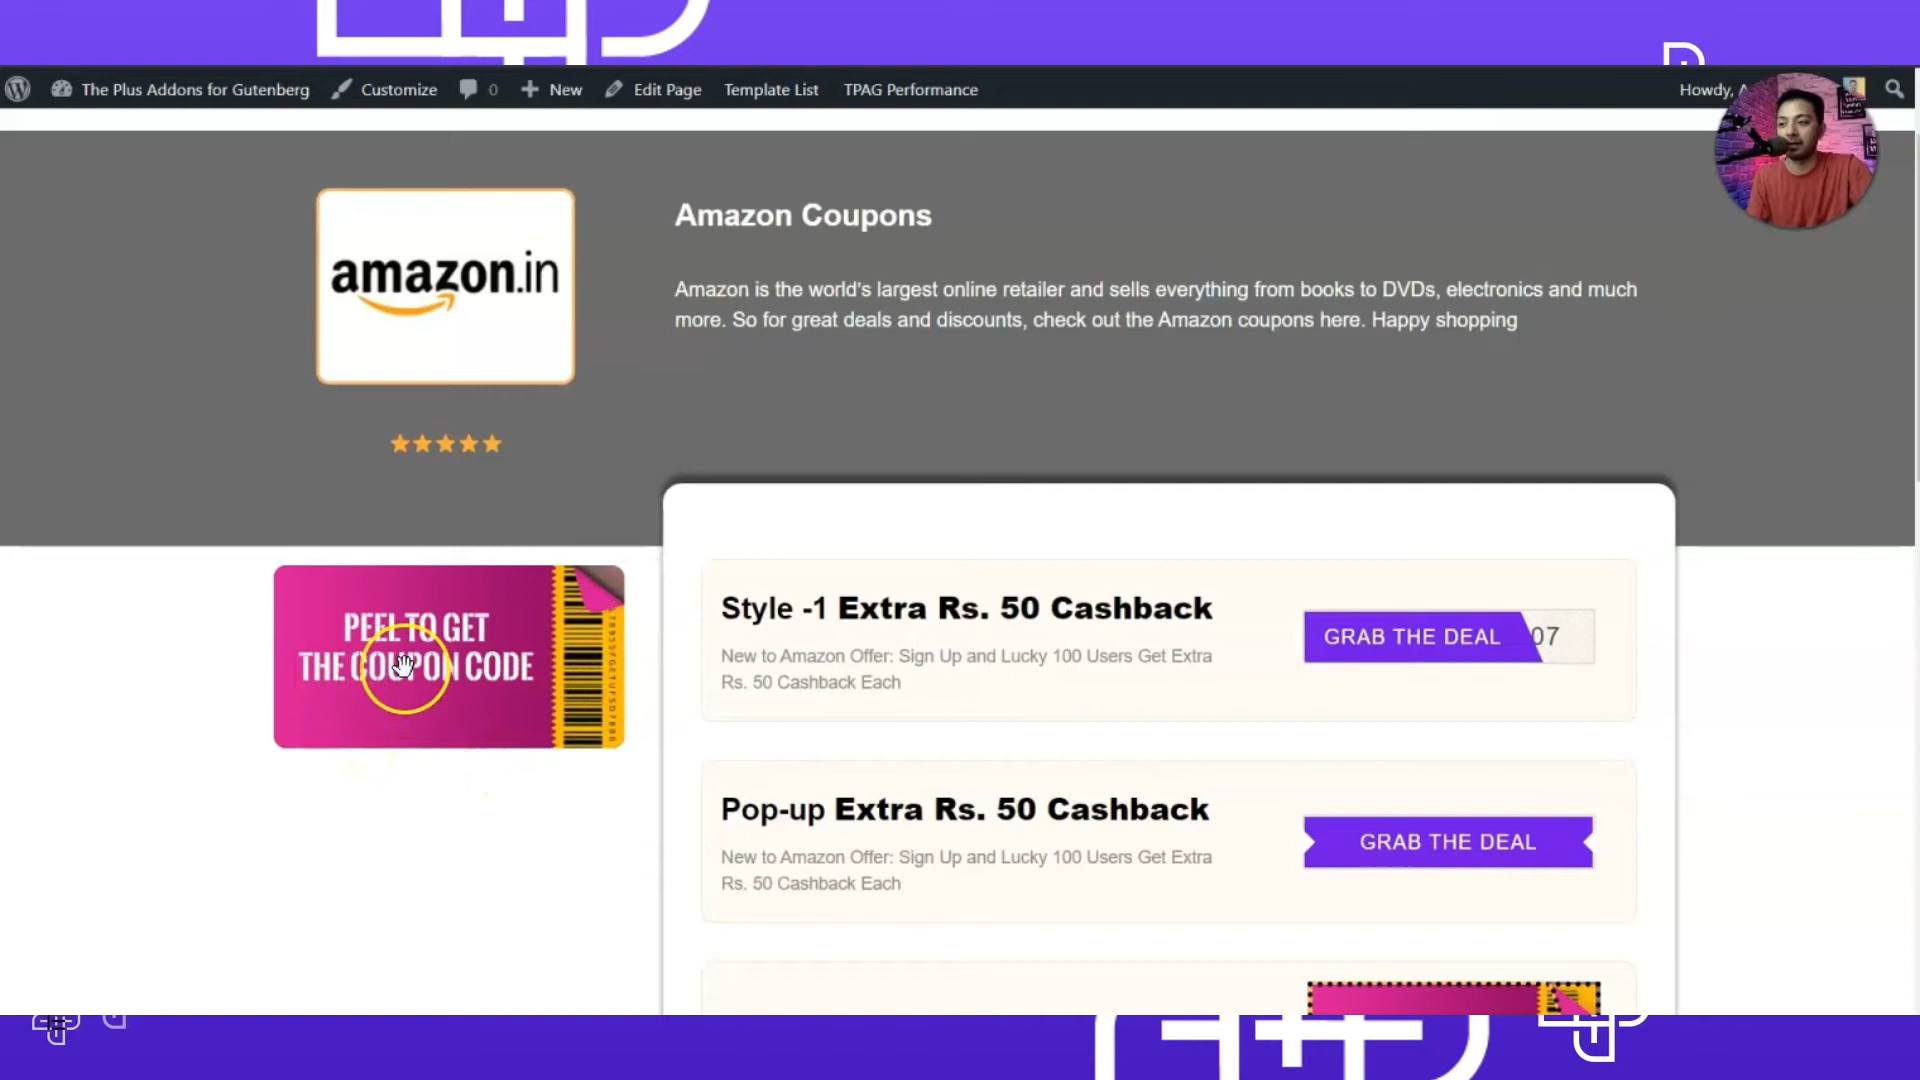 The Plus Addons for Gutenberg Customize 0 New Edit Page Template List TPAG Performance Howdy, A
amazon.in
Amazon Coupons
Amazon is the world's largest online retailer and sells everything from books to DVDs, electronics and much
more. So for great deals and discounts, check out the Amazon coupons here. Happy shopping
PEEL TO GET
THE COUPON CODE
Style -1 Extra Rs. 50 Cashback
New to Amazon Offer: Sign Up and Lucky 100 Users Get Extra
Rs. 50 Cashback Each
GRAB THE DEAL 07
Pop-up Extra Rs. 50 Cashback
New to Amazon Offer: Sign Up and Lucky 100 Users Get Extra
Rs. 50 Cashback Each
GRAB THE DEAL